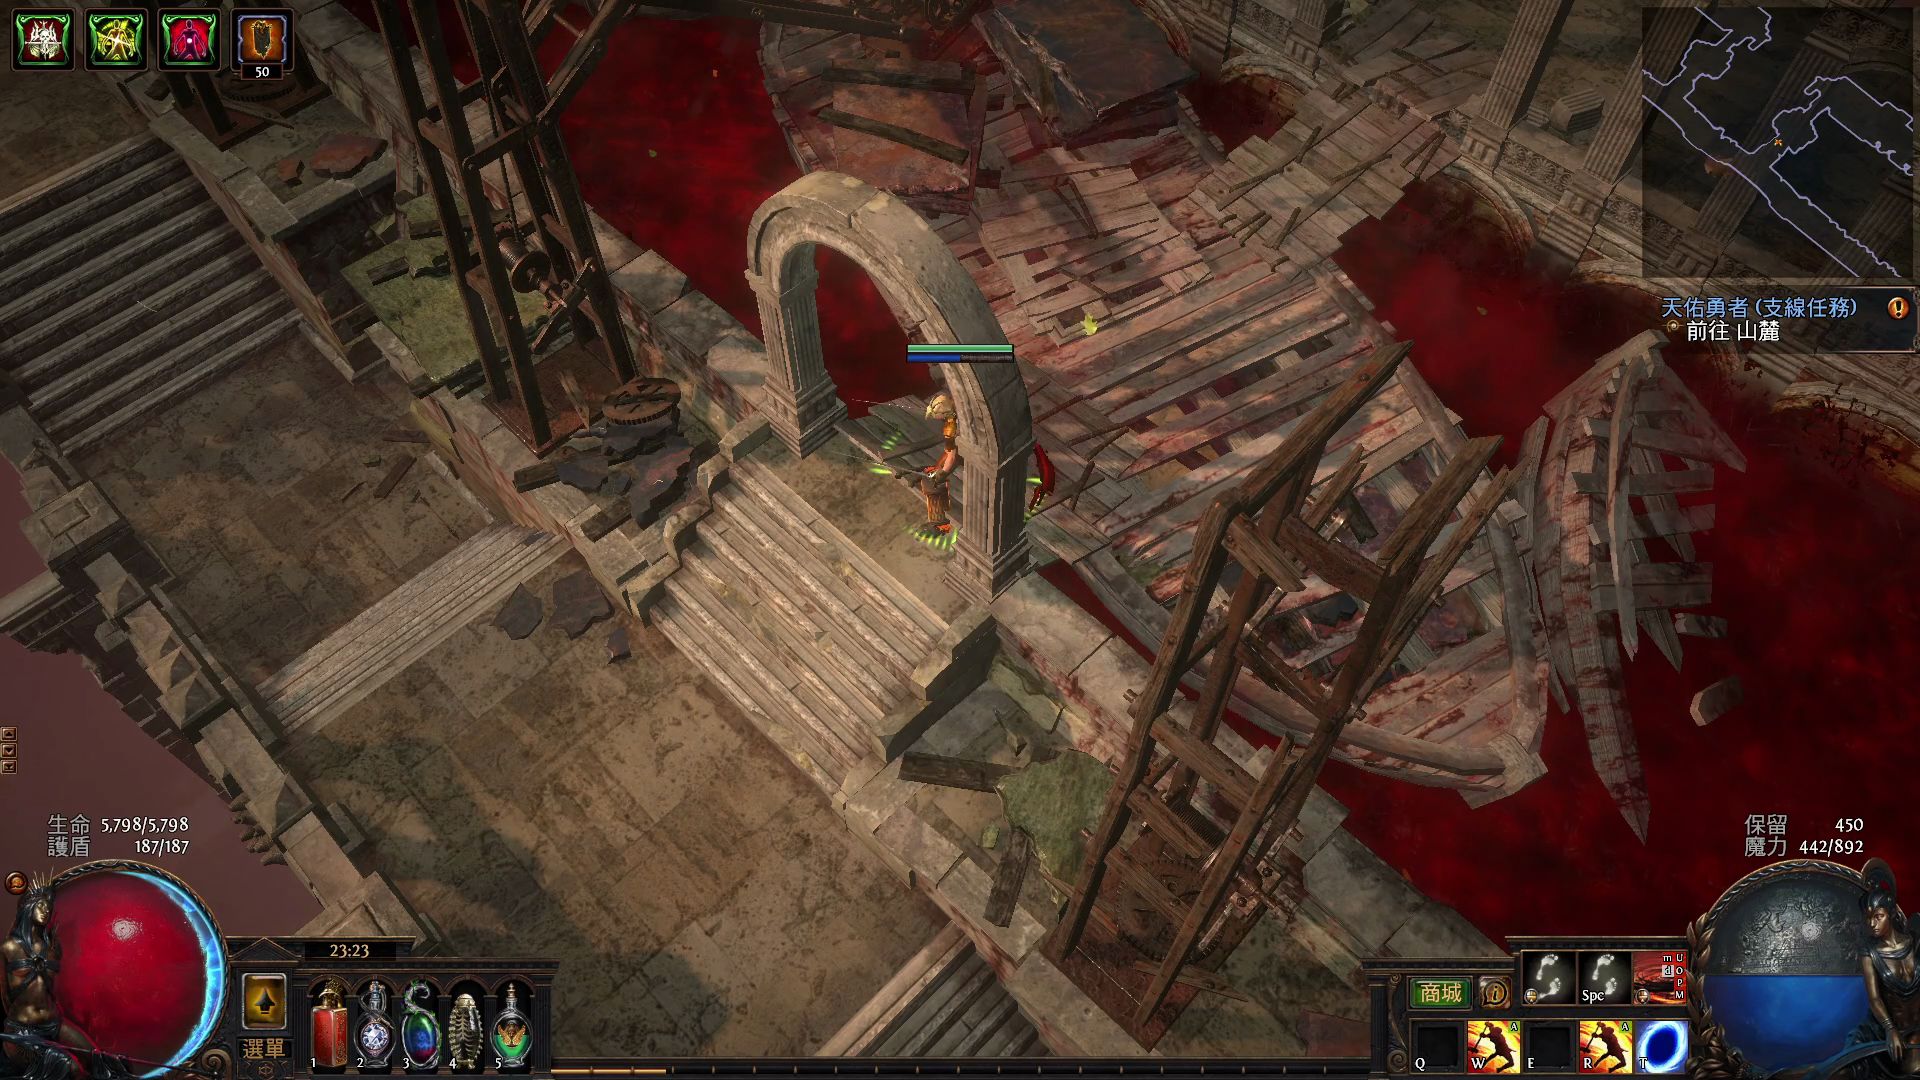 50
天佑勇者 (支線任務)
前往 山麓
生命 5,798/5,798
護盾 187/187
保留 450
魔力 442/892
23:23
選單
1
2
3
4
5
商城
Spc
Q
W
A
E
R
A
T